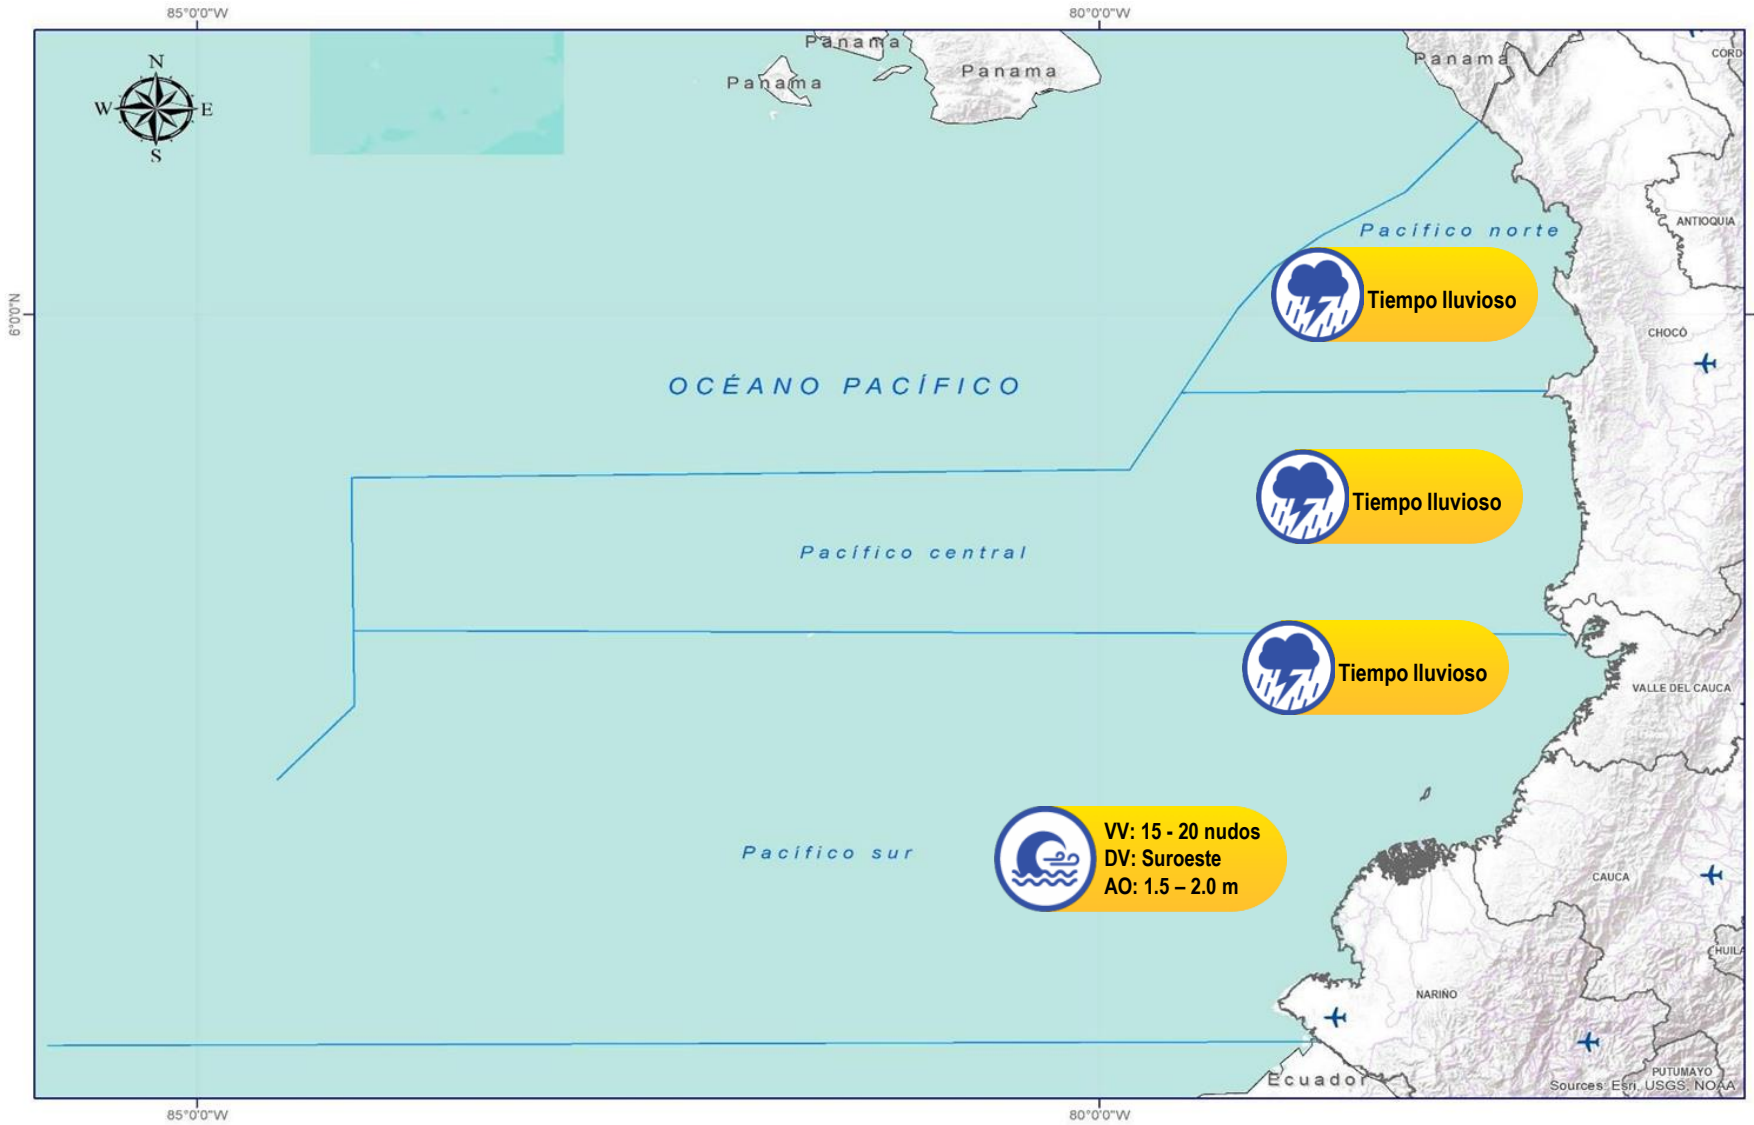 85°0'0"W
80°0'0"W
N
W
E
S
Panama
Panama
Panama
Panama
CÓRD
ANTIOQUIA
Pacífico norte
Tiempo lluvioso
6°0'0"N
CHOCÓ
OCÉANO PACÍFICO
Tiempo lluvioso
Pacífico central
Tiempo lluvioso
VALLE DEL CAUCA
VV: 15 - 20 nudos
DV: Suroeste
AO: 1.5 – 2.0 m
Pacífico sur
CAUCA
HUILA
NARIÑO
Ecuador
PUTUMAYO
Sources: Esri, USGS, NOAA
85°0'0"W
80°0'0"W